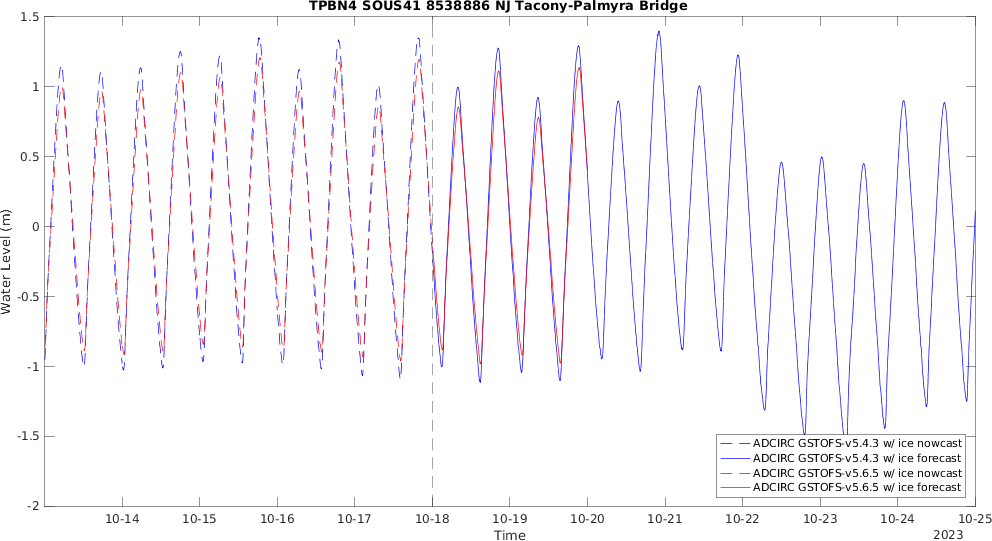 TPBN4 SOUS41 8538886 NJ Tacony-Palmyra Bridge
1.5
1
0.5
0
-0.5
-1
-1.5
-2
Water Level (m)
10-14 10-15 10-16 10-17 10-18 10-19 10-20 10-21 10-22 10-23 10-24 10-25
Time
2023
ADCIRC GSTOFS-v5.4.3 w/ ice nowcast
ADCIRC GSTOFS-v5.4.3 w/ ice forecast
ADCIRC GSTOFS-v5.6.5 w/ ice nowcast
ADCIRC GSTOFS-v5.6.5 w/ ice forecast